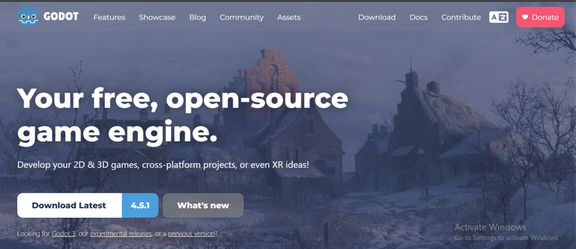 GODOT Features Showcase Blog Community Assets Download Docs Contribute Donate
Your free, open-source
game engine.
Develop your 2D & 3D games, cross-platform projects, or even XR ideas!
Download Latest 4.5.1 What's new
Looking for Godot 3, our experimental releases, or a previous version?
Activate Windows
Go to Settings to activate Windows.